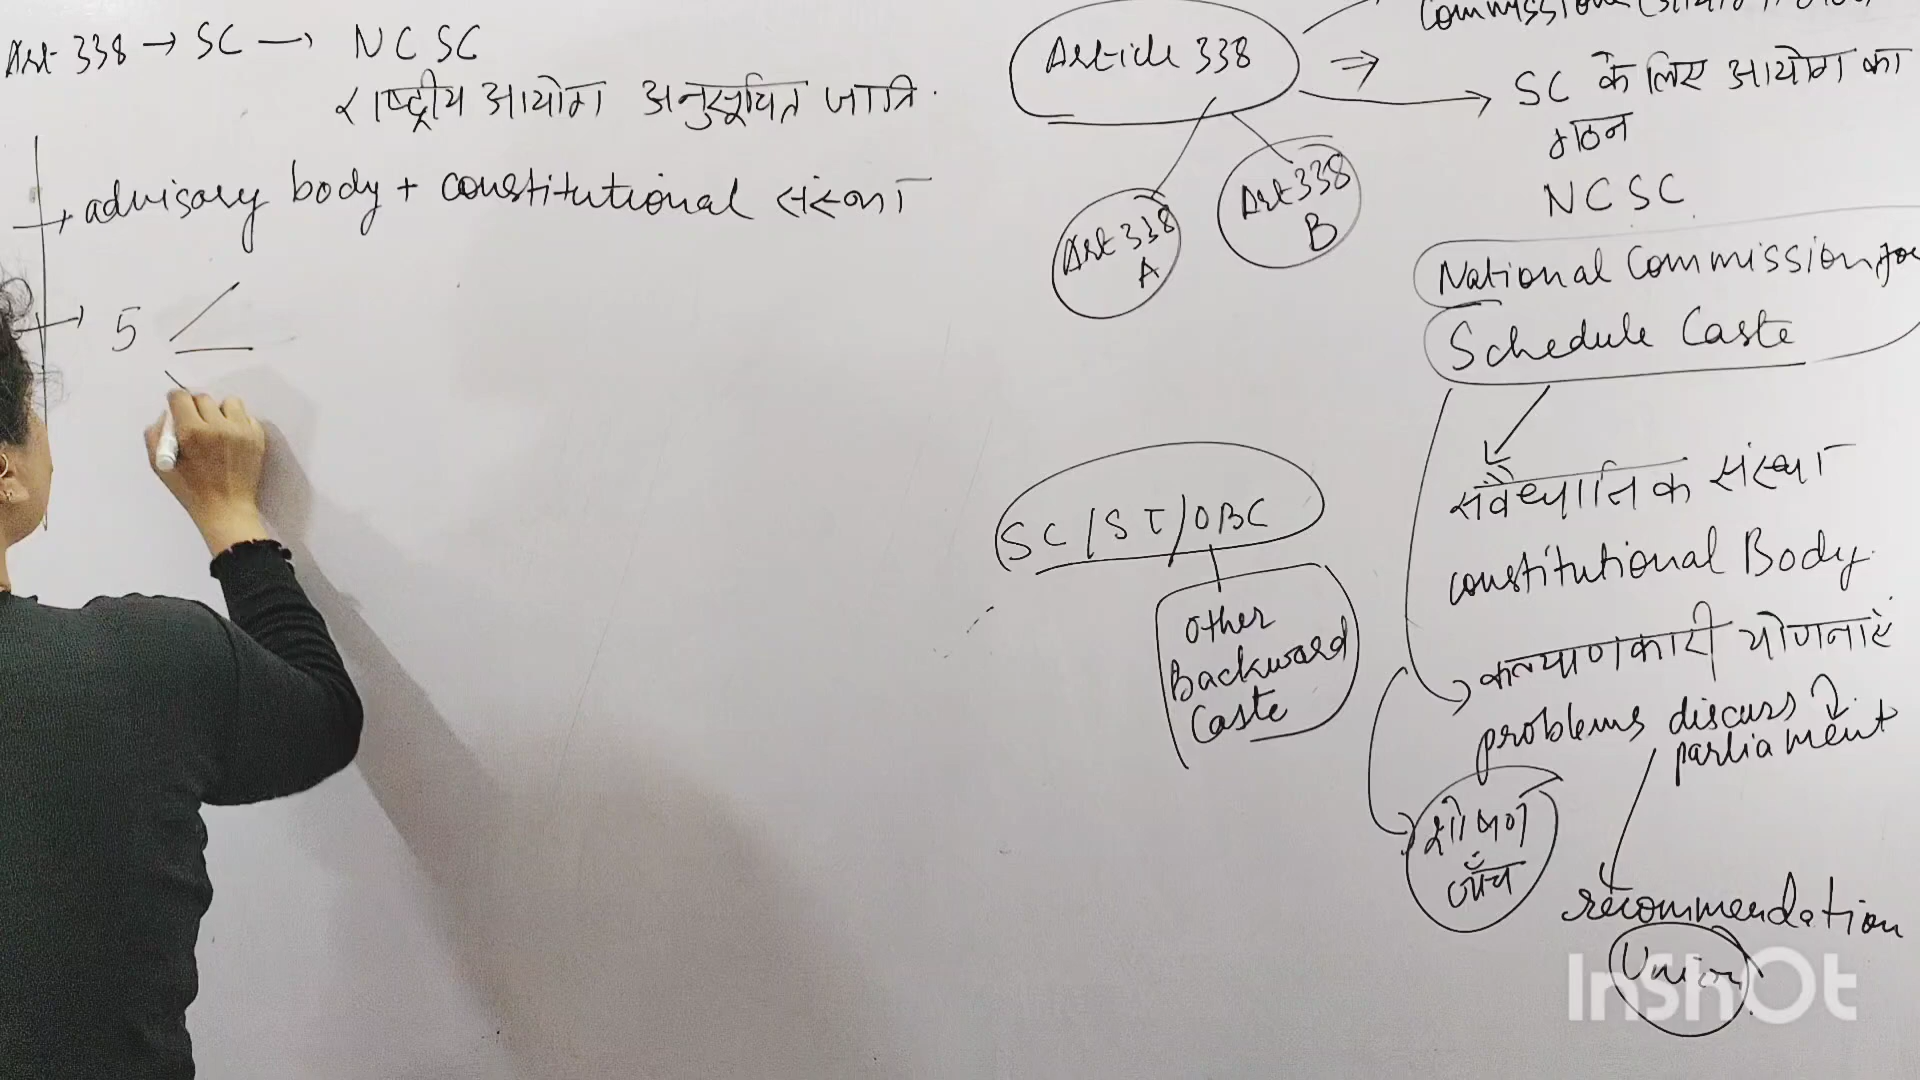 Art 338 → SC → NCSC
राष्ट्रीय आयोग अनुसूचित जाति.
→ advisory body + constitutional संस्था
→ 5
Article 338 ⇒
Art 338 A
Art 338 B
SC / ST / OBC
Other
Backward
Caste
Commission
SC के लिए आयोग का
गठन
NCSC
National Commission for
Schedule Caste
संवैधानिक संस्था
constitutional Body.
कल्याणकारी योजनाएं
problems discuss
parliament
शोषण
जाँच
recommendation
Union
InShOt